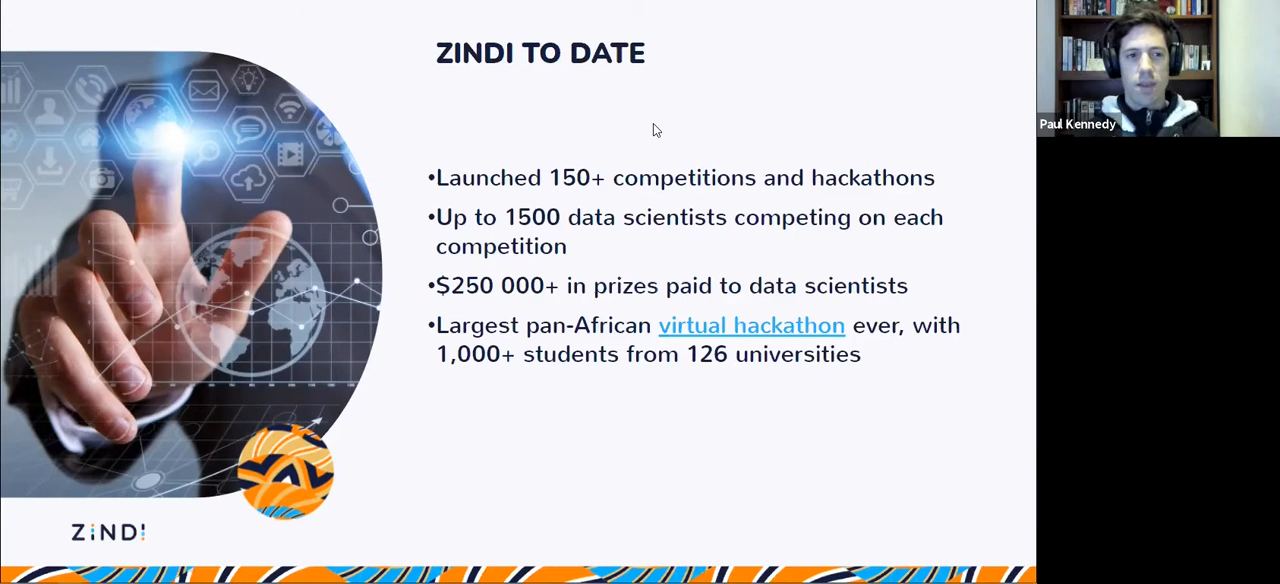 ZINDI TO DATE
•Launched 150+ competitions and hackathons
•Up to 1500 data scientists competing on each
competition
•$250 000+ in prizes paid to data scientists
•Largest pan-African virtual hackathon ever, with
1,000+ students from 126 universities
ZiNDi
Paul Kennedy